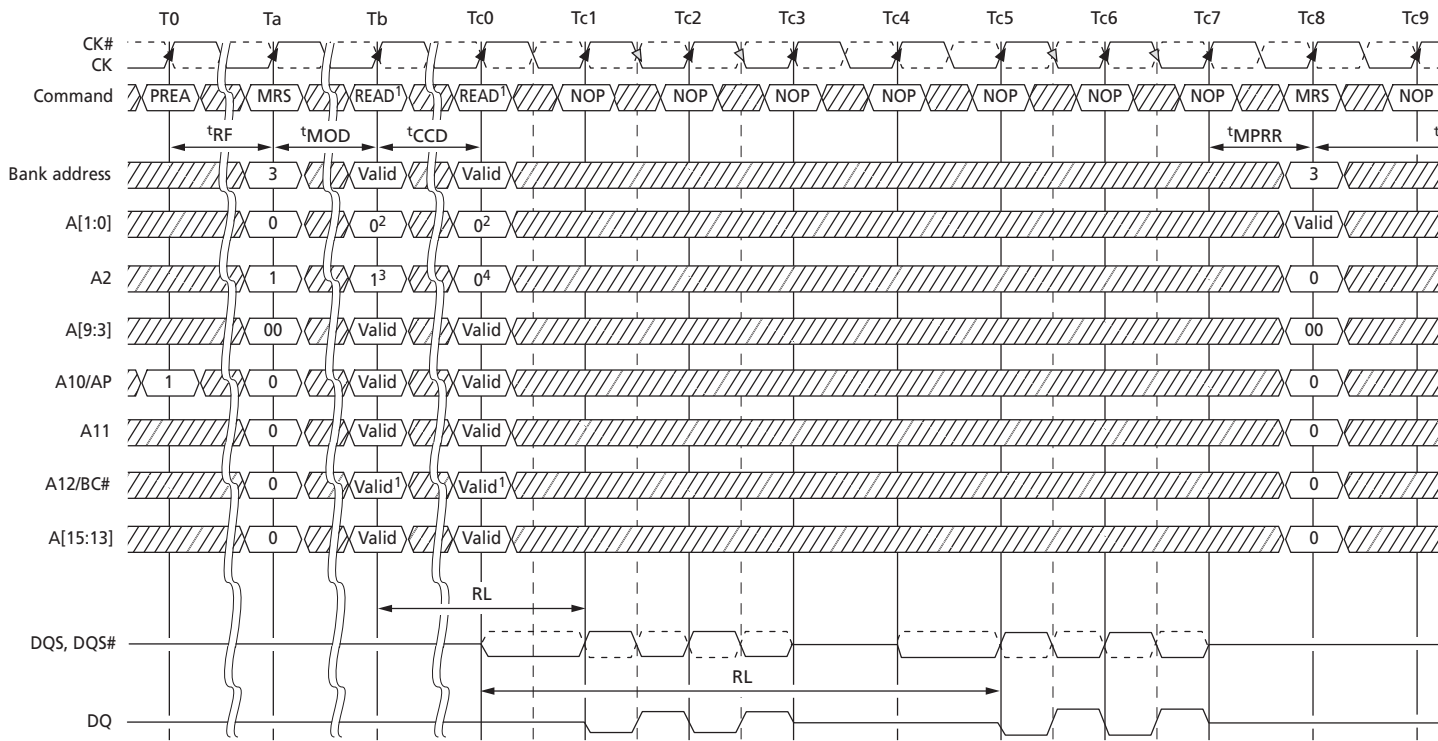 T0 Ta Tb Tc0 Tc1 Tc2 Tc3 Tc4 Tc5 Tc6 Tc7 Tc8 Tc9
CK#
CK
Command PREA MRS READ¹ READ¹ NOP NOP NOP NOP NOP NOP NOP MRS NOP
tRF tMOD tCCD tMPRR t
Bank address 3 Valid Valid 3
A[1:0] 0 0² 0² Valid
A2 1 1³ 0⁴ 0
A[9:3] 00 Valid Valid 00
A10/AP 1 0 Valid Valid 0
A11 0 Valid Valid 0
A12/BC# 0 Valid¹ Valid¹ 0
A[15:13] 0 Valid Valid 0
RL
DQS, DQS#
RL
DQ